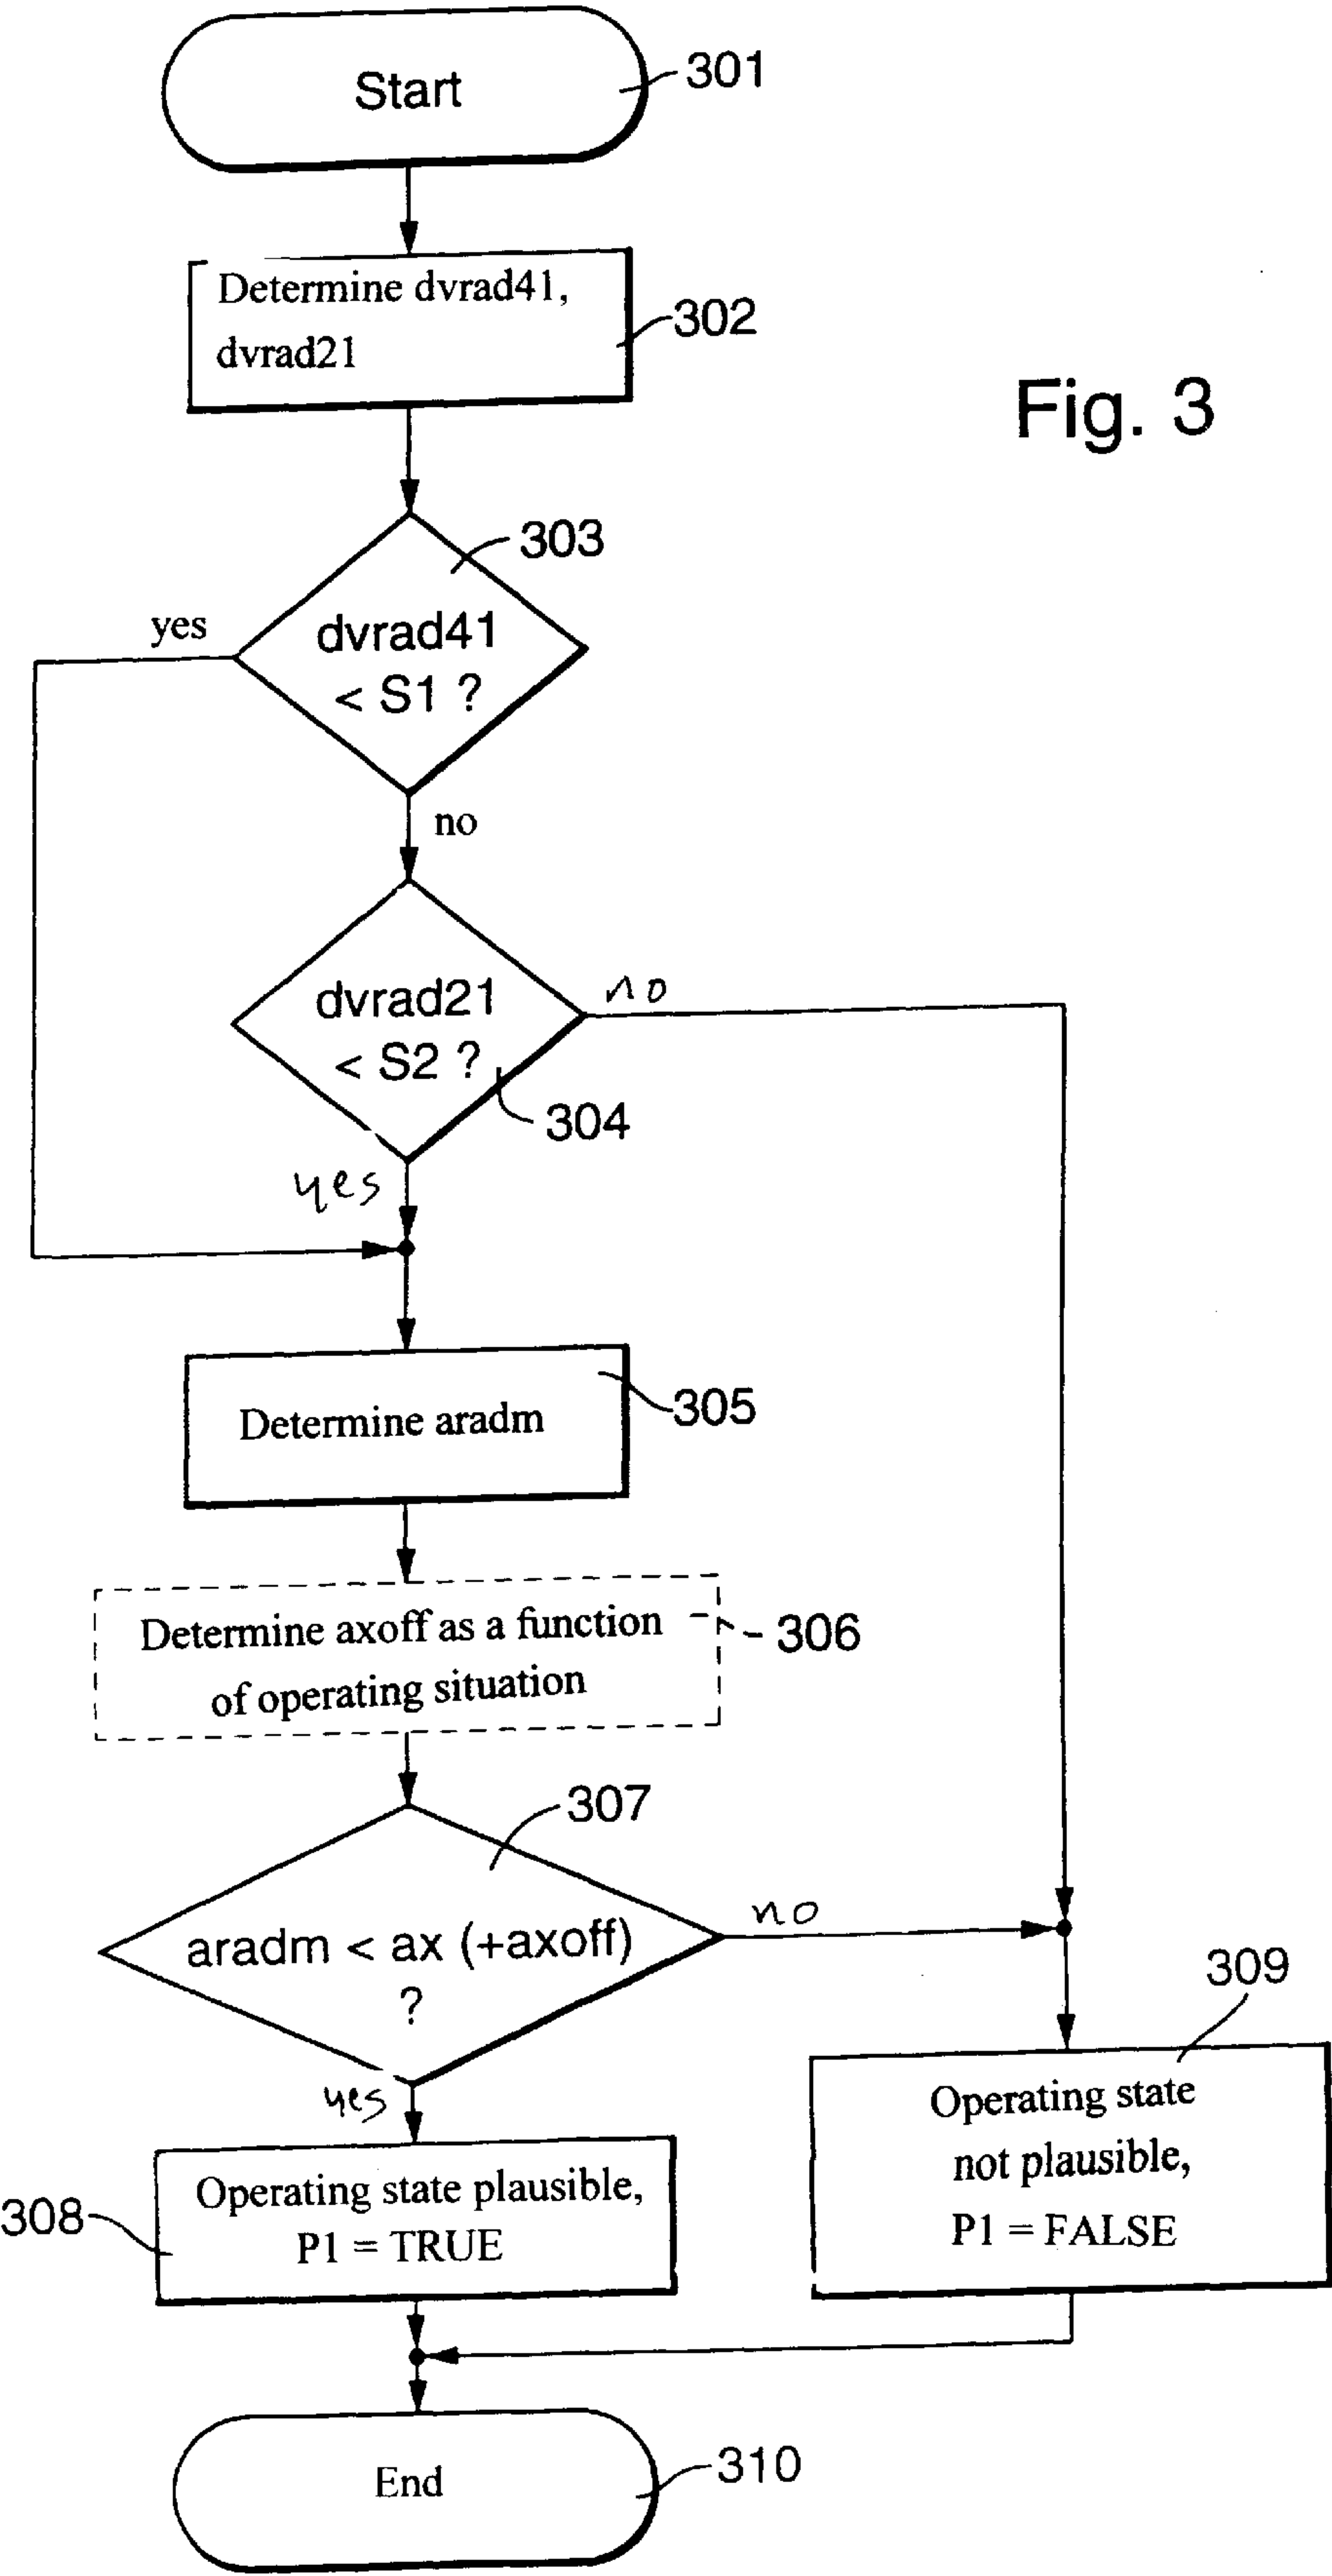 Start
301
Determine dvrad41,
dvrad21
302
Fig. 3
303
yes
dvrad41
< S1 ?
no
dvrad21
< S2 ?
no
304
yes
Determine aradm
305
Determine axoff as a function
of operating situation
306
307
aradm < ax (+axoff)
?
no
yes
309
Operating state
not plausible,
P1 = FALSE
308
Operating state plausible,
P1 = TRUE
End
310